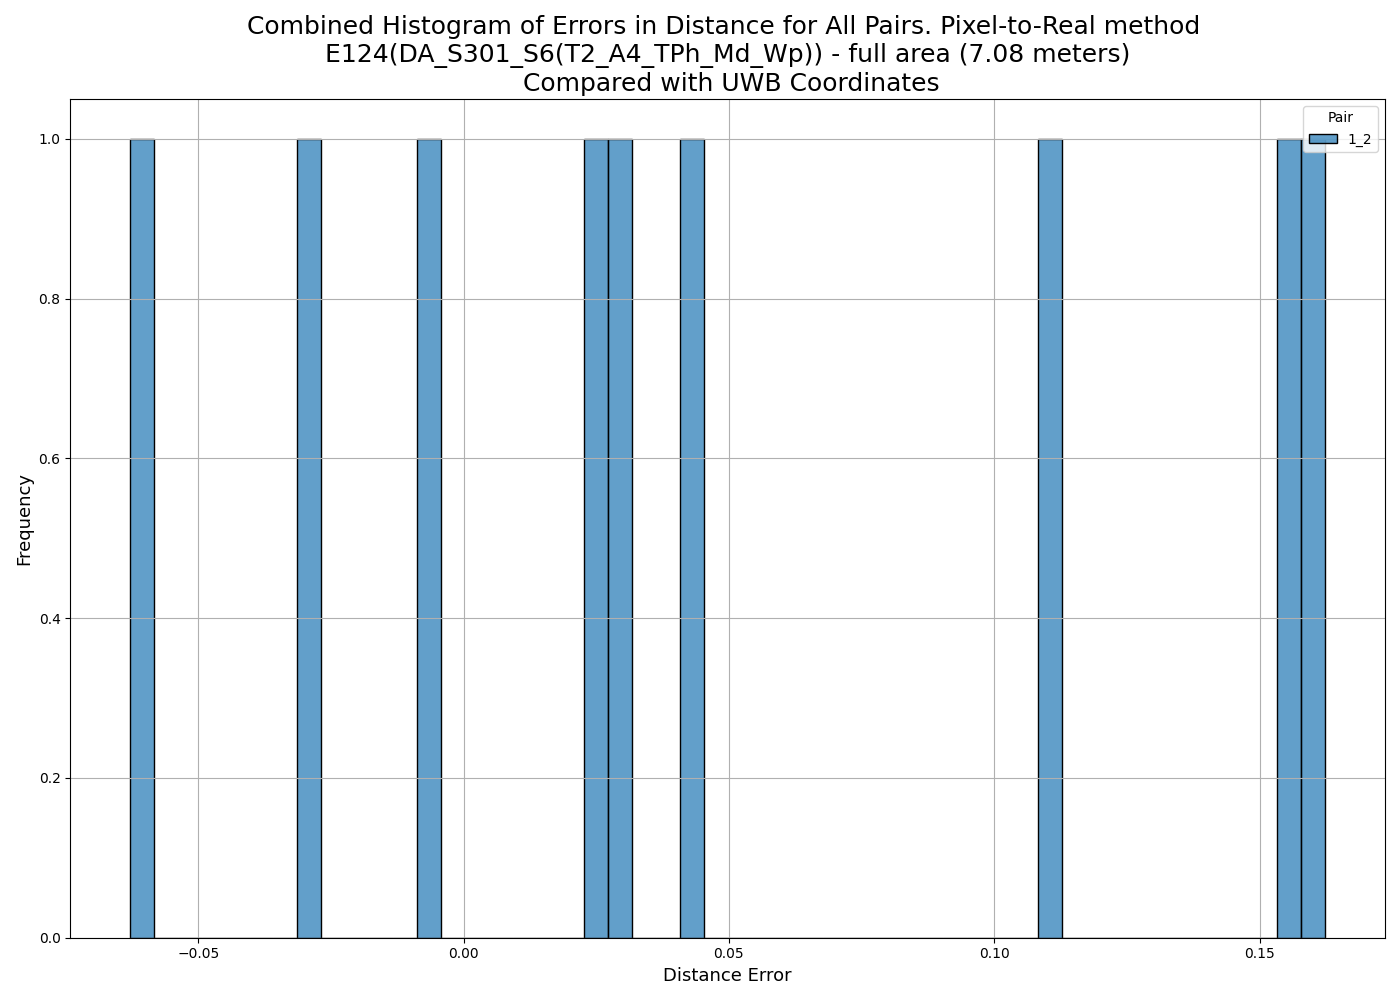 Combined Histogram of Errors in Distance for All Pairs. Pixel-to-Real method
E124(DA_S301_S6(T2_A4_TPh_Md_Wp)) - full area (7.08 meters)
Compared with UWB Coordinates
Pair
1_2
1.0
0.8
0.6
0.4
0.2
0.0
Frequency
−0.05
0.00
0.05
0.10
0.15
Distance Error